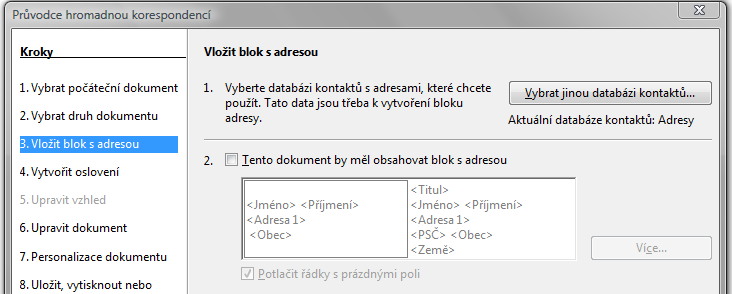 Průvodce hromadnou korespondencí
Kroky
1. Vybrat počáteční dokument
2. Vybrat druh dokumentu
3. Vložit blok s adresou
4. Vytvořit oslovení
5. Upravit vzhled
6. Upravit dokument
7. Personalizace dokumentu
8. Uložit, vytisknout nebo
Vložit blok s adresou
1. Vyberte databázi kontaktů s adresami, které chcete
použít. Tato data jsou třeba k vytvoření bloku
adresy.
Vybrat jinou databázi kontaktů...
Aktuální databáze kontaktů: Adresy
2. Tento dokument by měl obsahovat blok s adresou
<Jméno> <Příjmení>
<Adresa 1>
<Obec>
<Titul>
<Jméno> <Příjmení>
<Adresa 1>
<PSČ> <Obec>
<Země>
Více...
Potlačit řádky s prázdnými poli